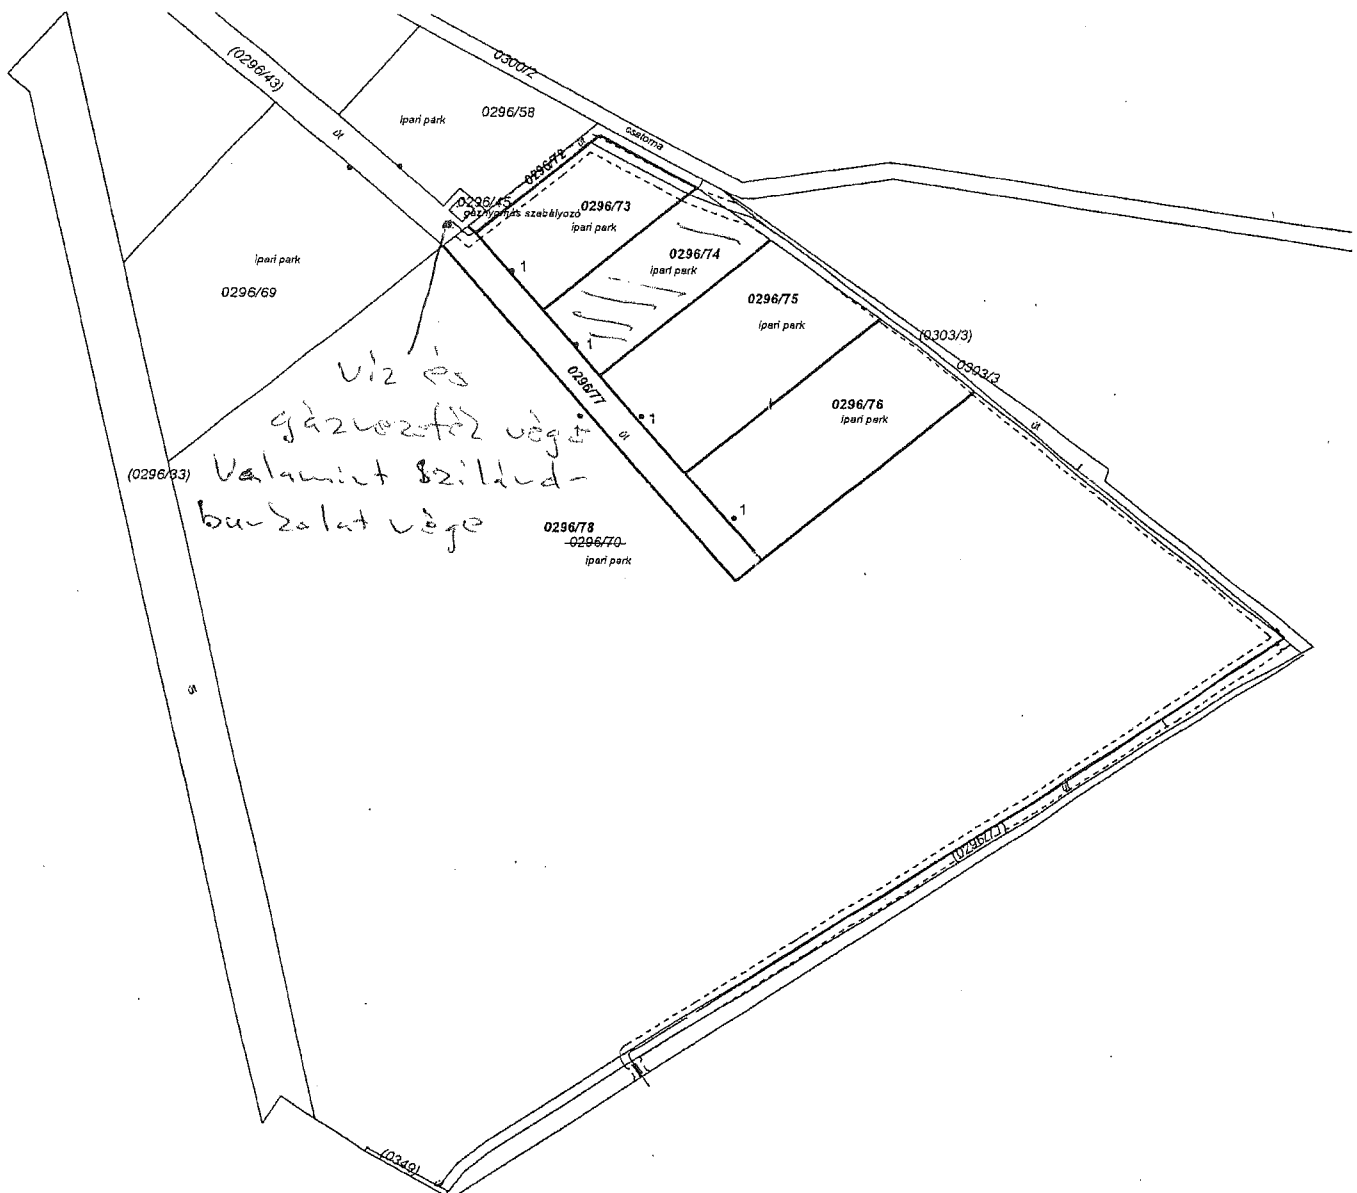 (0296/43)
út
0300/2
ipari park
0296/58
csatorna
0296/72
út
0296/45
gáznyomás szabályozó
0296/73
ipari park
0296/74
ipari park
ipari park
0296/69
0296/75
ipari park
1
1
(0303/3)
0303/3
0296/77
út
1
0296/76
ipari park
út
víz és
gázvezeték vége
valamint szilárd-
burkolat vége
(0296/33)
0296/78
0296/70
ipari park
1
út
(0296/71)
út
(0349)